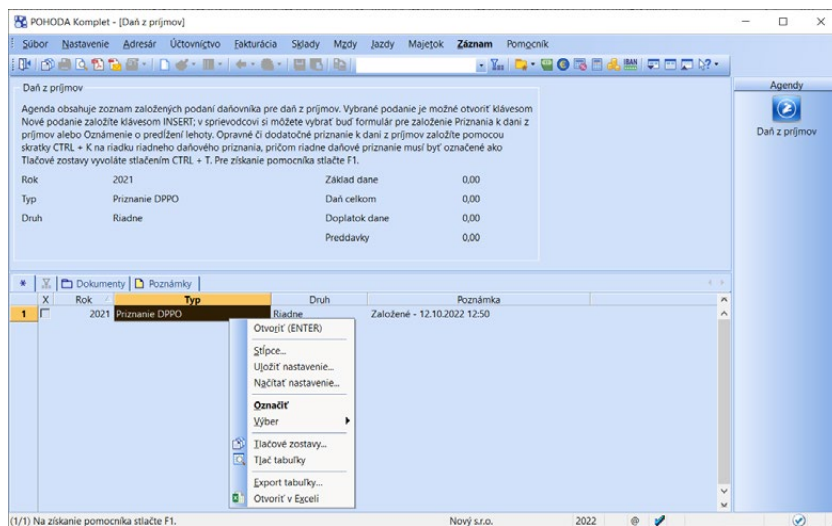 POHODA Komplet - [Daň z príjmov]
Súbor Nastavenie Adresár Účtovníctvo Fakturácia Sklady Mzdy Jazdy Majetok Záznam Pomocník
IBAN
Daň z príjmov
Agenda obsahuje zoznam založených podaní daňovníka pre daň z príjmov. Vybrané podanie je možné otvoriť klávesom
Nové podanie založíte klávesom INSERT; v sprievodcovi si môžete vybrať buď formulár pre založenie Priznania k dani z
príjmov alebo Oznámenie o predĺžení lehoty. Opravné či dodatočné priznanie k dani z príjmov založíte pomocou
skratky CTRL + K na riadku riadneho daňového priznania, pričom riadne daňové priznanie musí byť označené ako
Tlačové zostavy vyvoláte stlačením CTRL + T. Pre získanie pomocníka stlačte F1.
Rok 2021 Základ dane 0,00
Typ Priznanie DPPO Daň celkom 0,00
Druh Riadne Doplatok dane 0,00
Preddavky 0,00
Agendy
Daň z príjmov
* Dokumenty Poznámky
X Rok Typ Druh Poznámka
1 2021 Priznanie DPPO Riadne Založené - 12.10.2022 12:50
Otvoriť (ENTER)
Stĺpce...
Uložiť nastavenie...
Načítať nastavenie...
Označiť
Výber
Tlačové zostavy...
Tlač tabuľky
Export tabuľky...
Otvoriť v Exceli
(1/1) Na získanie pomocníka stlačte F1. Nový s.r.o. 2022 @